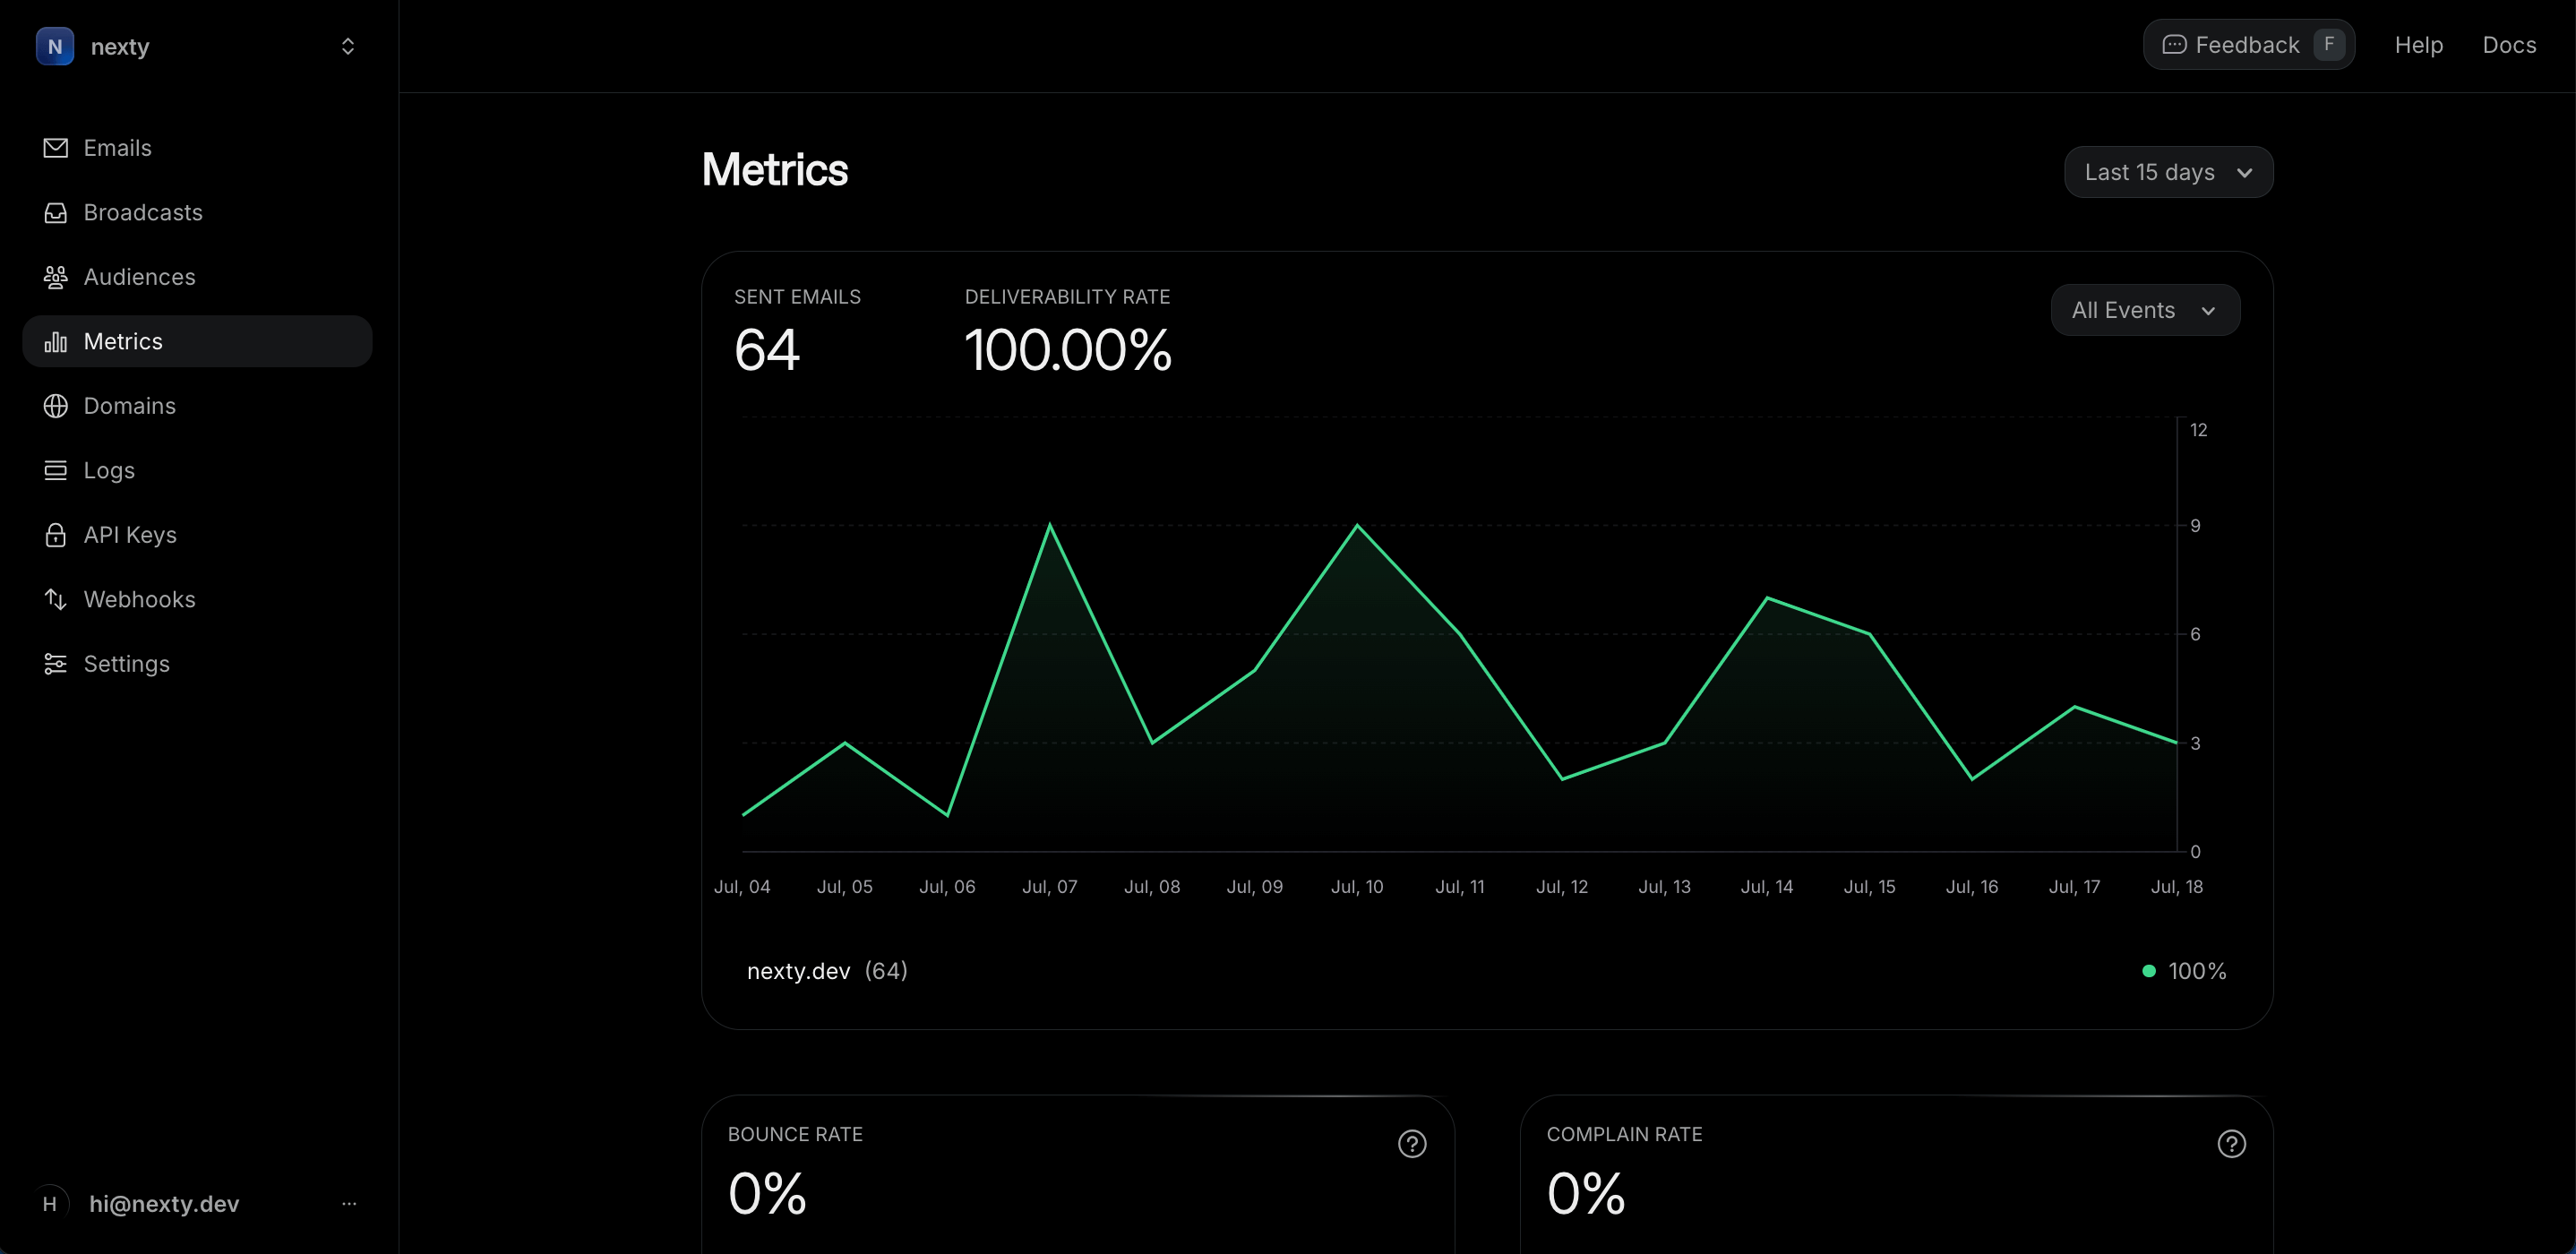 N nexty
Emails
Broadcasts
Audiences
Metrics
Domains
Logs
API Keys
Webhooks
Settings
H hi@nexty.dev ...
Feedback F Help Docs
Metrics
Last 15 days
SENT EMAILS DELIVERABILITY RATE
64 100.00%
All Events
12
9
6
3
0
Jul, 04 Jul, 05 Jul, 06 Jul, 07 Jul, 08 Jul, 09 Jul, 10 Jul, 11 Jul, 12 Jul, 13 Jul, 14 Jul, 15 Jul, 16 Jul, 17 Jul, 18
nexty.dev (64) 100%
BOUNCE RATE ?
0%
COMPLAIN RATE ?
0%